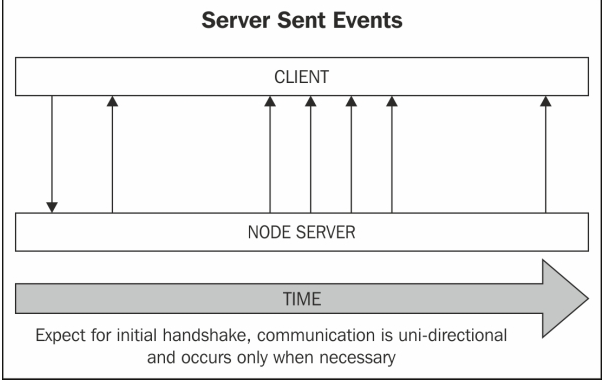 Server Sent Events
CLIENT
NODE SERVER
TIME
Expect for initial handshake, communication is uni-directional
and occurs only when necessary